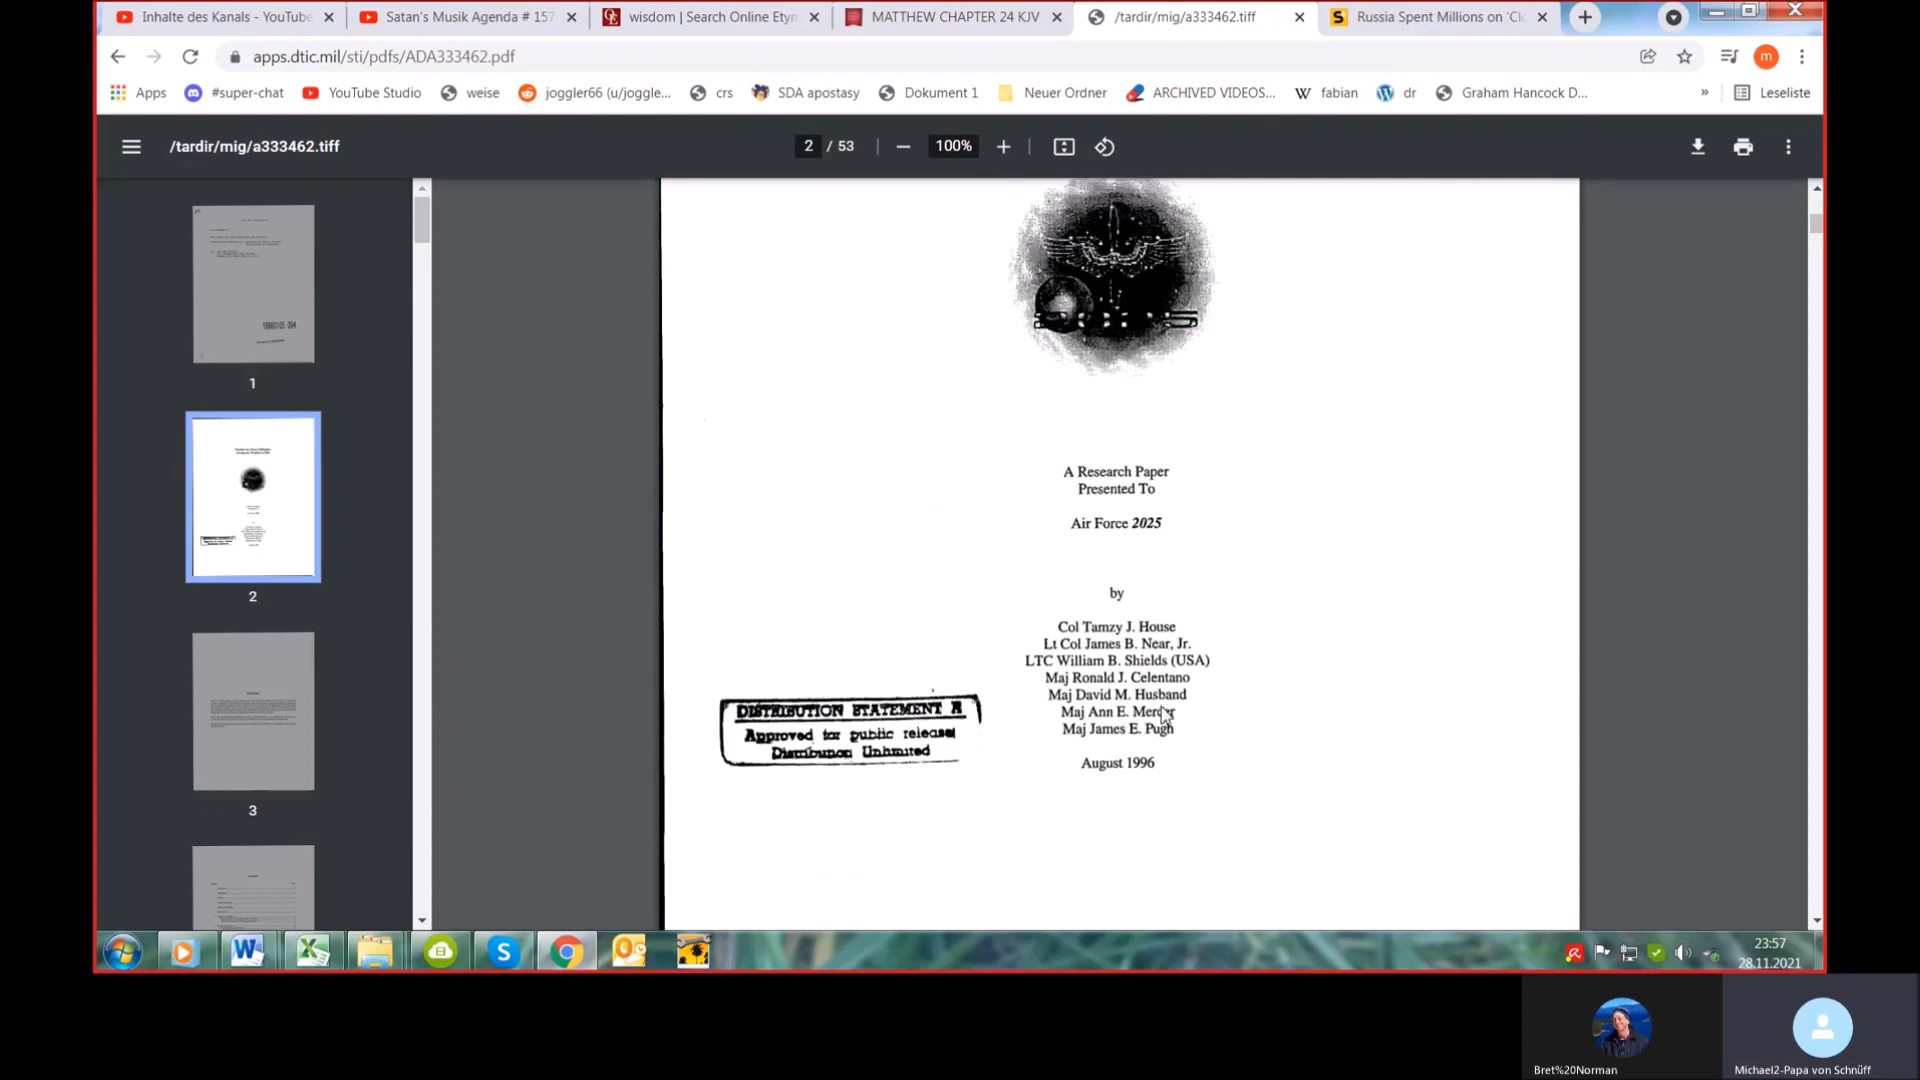 Inhalte des Kanals - YouTube
Satan's Musik Agenda # 157
wisdom | Search Online Etym
MATTHEW CHAPTER 24 KJV
/tardir/mig/a333462.tiff
Russia Spent Millions on 'Clo
apps.dtic.mil/sti/pdfs/ADA333462.pdf
m
Apps
#super-chat
YouTube Studio
weise
joggler66 (u/joggle...
crs
SDA apostasy
Dokument 1
Neuer Ordner
ARCHIVED VIDEOS...
W fabian
dr
Graham Hancock D...
»
Leseliste
/tardir/mig/a333462.tiff
2 / 53
100%
1
2
3
A Research Paper
Presented To
Air Force 2025
by
Col Tamzy J. House
Lt Col James B. Near, Jr.
LTC William B. Shields (USA)
Maj Ronald J. Celentano
Maj David M. Husband
Maj Ann E. Mercer
Maj James E. Pugh
August 1996
DISTRIBUTION STATEMENT A
Approved for public release
Distribution Unlimited
23:57
28.11.2021
Bret%20Norman
Michael2-Papa von Schnüff